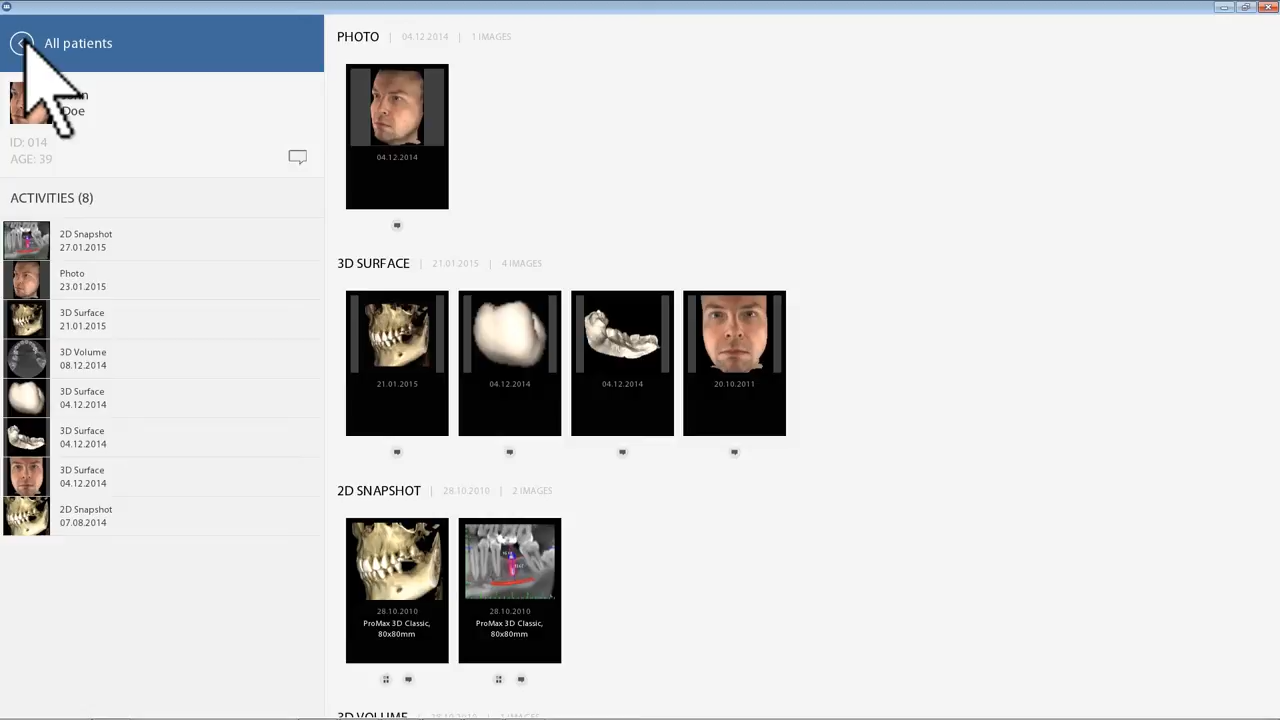 All patients
Doe
ID: 014
AGE: 39
ACTIVITIES (8)
2D Snapshot
27.01.2015
Photo
23.01.2015
3D Surface
21.01.2015
3D Volume
08.12.2014
3D Surface
04.12.2014
3D Surface
04.12.2014
3D Surface
04.12.2014
2D Snapshot
07.08.2014
PHOTO | 04.12.2014 | 1 IMAGES
04.12.2014
3D SURFACE | 21.01.2015 | 4 IMAGES
21.01.2015
04.12.2014
04.12.2014
20.10.2011
2D SNAPSHOT | 28.10.2010 | 2 IMAGES
28.10.2010
ProMax 3D Classic,
80x80mm
28.10.2010
ProMax 3D Classic,
80x80mm
3D VOLUME | 28.10.2010